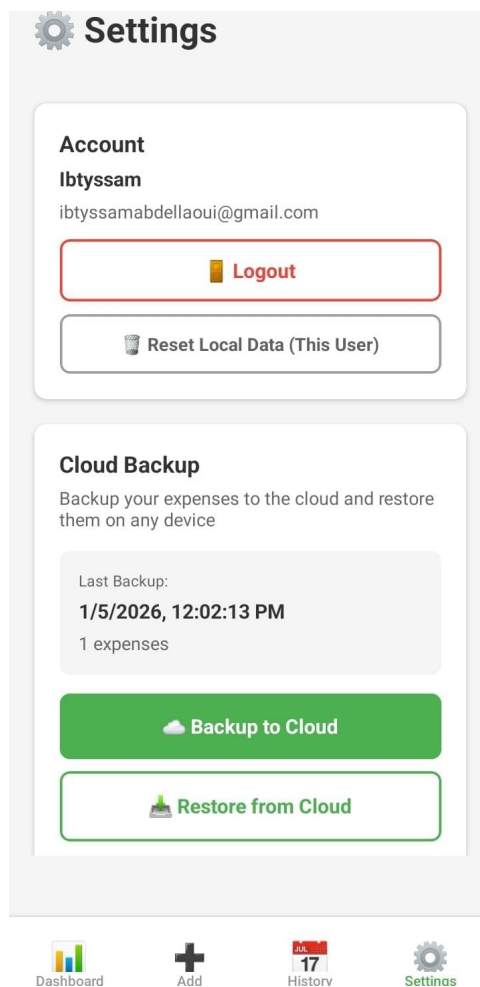 Settings
Account
Ibtyssam
ibtyssamabdellaoui@gmail.com
Logout
Reset Local Data (This User)
Cloud Backup
Backup your expenses to the cloud and restore
them on any device
Last Backup:
1/5/2026, 12:02:13 PM
1 expenses
Backup to Cloud
Restore from Cloud
JUL
17
Dashboard
Add
History
Settings